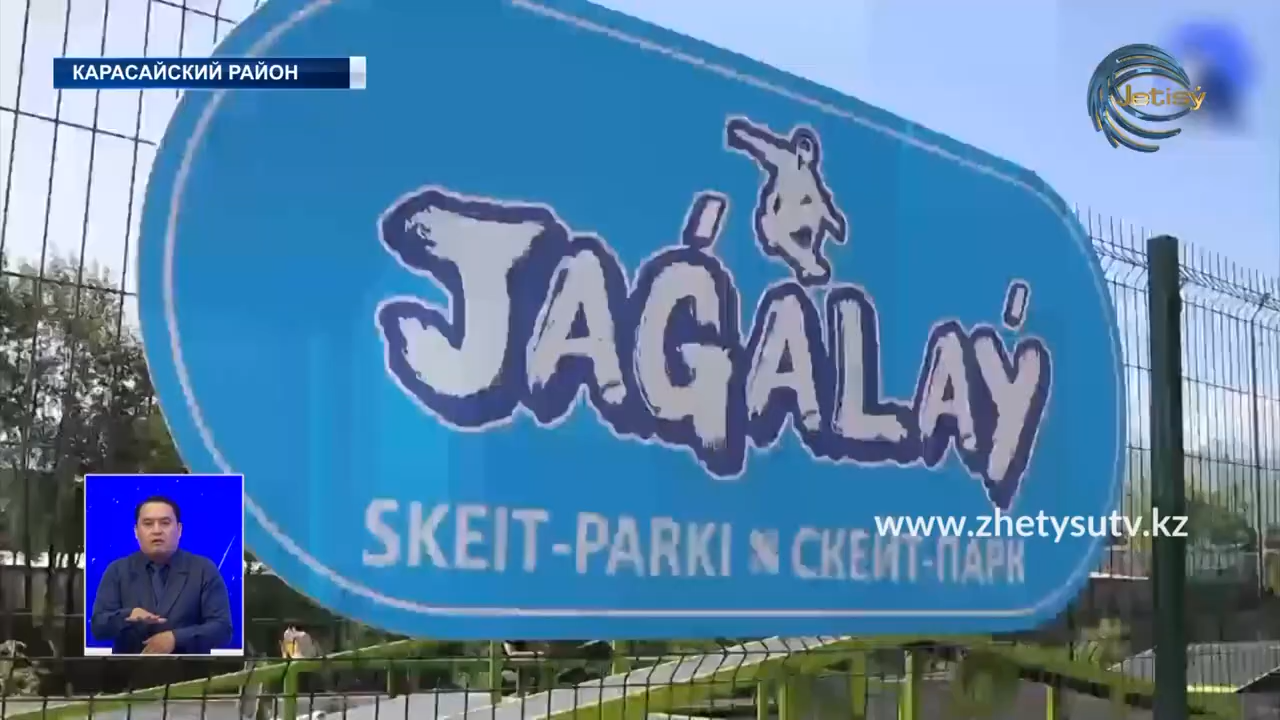 КАРАСАЙСКИЙ РАЙОН
Jetisý
JAǴALAÝ
SKEIT-PARKI СКЕЙТ-ПАРК
www.zhetysutv.kz